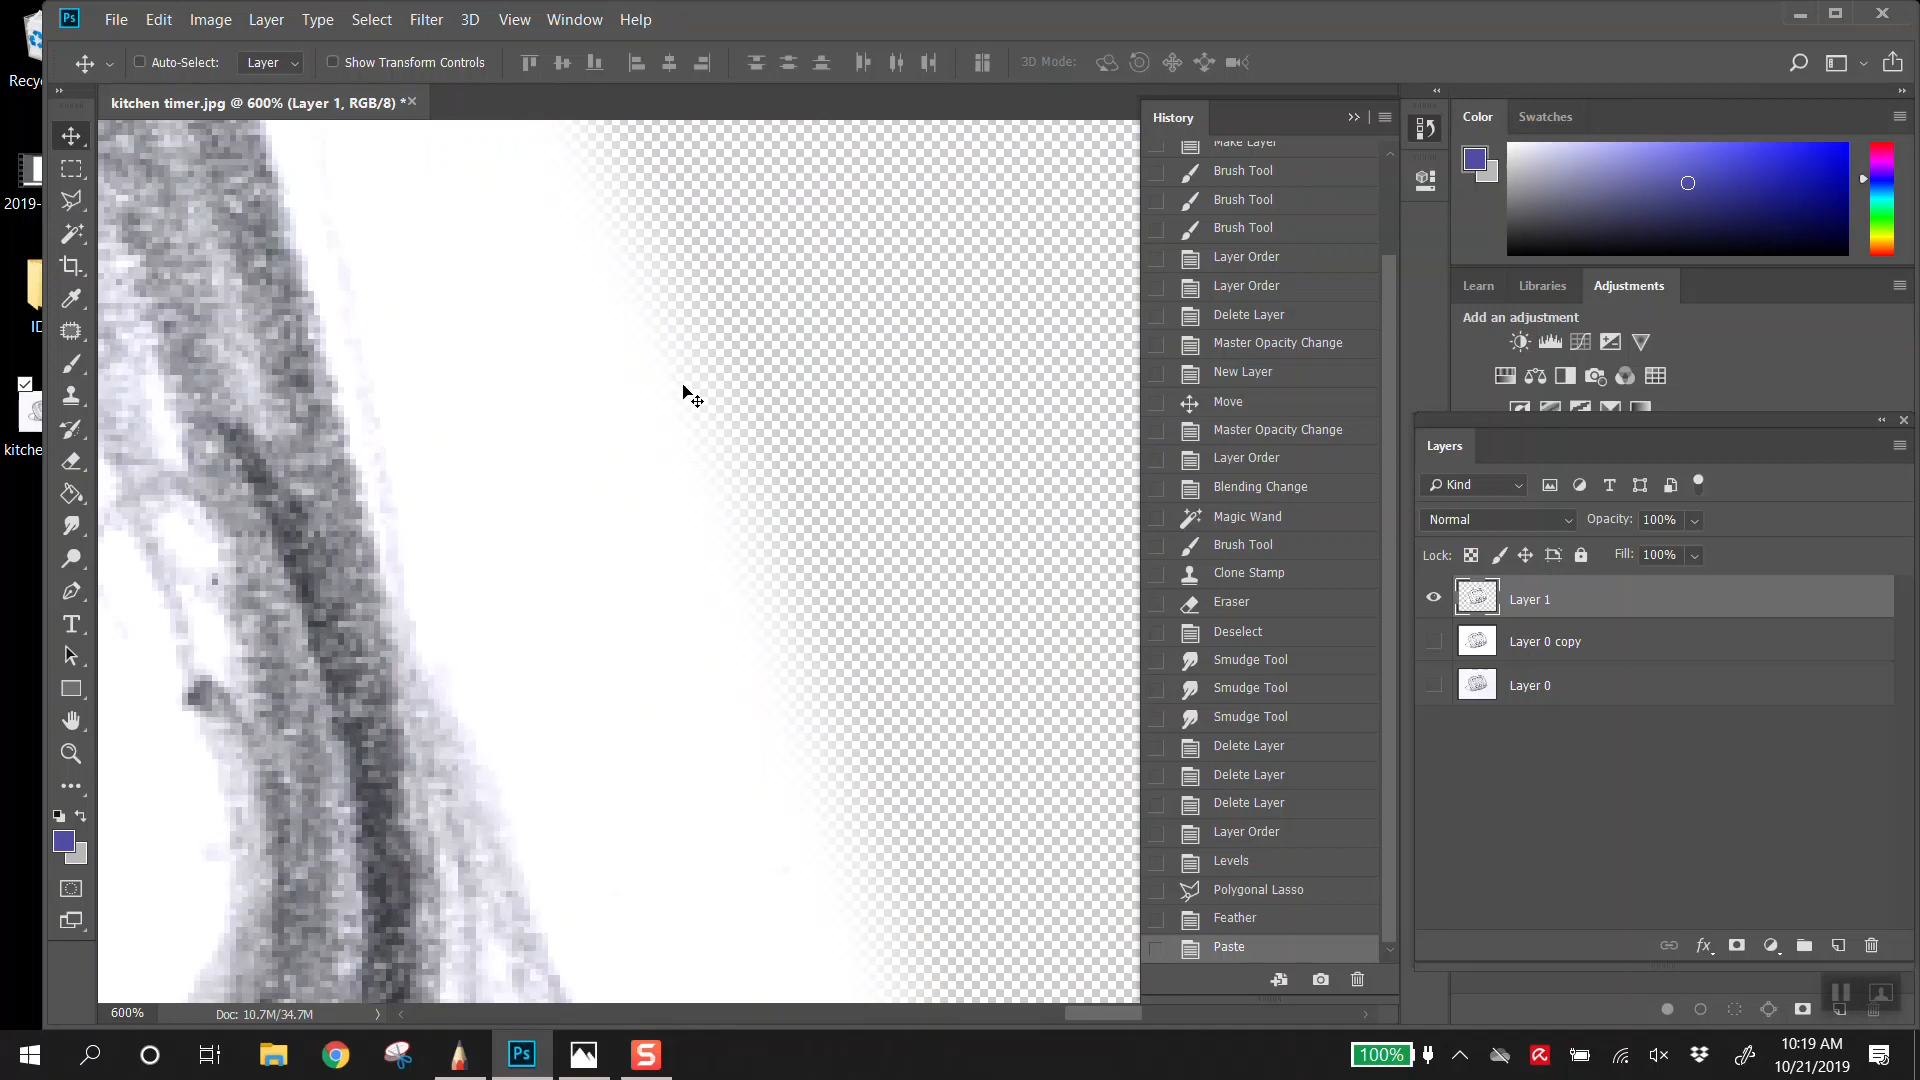 Ps File Edit Image Layer Type Select Filter 3D View Window Help
Auto-Select: Layer Show Transform Controls 3D Mode:
kitchen timer.jpg @ 600% (Layer 1, RGB/8) *
History
Make Layer
Brush Tool
Brush Tool
Brush Tool
Layer Order
Layer Order
Delete Layer
Master Opacity Change
New Layer
Move
Master Opacity Change
Layer Order
Blending Change
Magic Wand
Brush Tool
Clone Stamp
Eraser
Deselect
Smudge Tool
Smudge Tool
Smudge Tool
Delete Layer
Delete Layer
Delete Layer
Layer Order
Levels
Polygonal Lasso
Feather
Paste
Color Swatches
Learn Libraries Adjustments
Add an adjustment
Layers
Kind
Normal Opacity: 100%
Lock: Fill: 100%
Layer 1
Layer 0 copy
Layer 0
Recyc
2019-
ID
kitche
600% Doc: 10.7M/34.7M
Ps S 100% 10:19 AM
10/21/2019